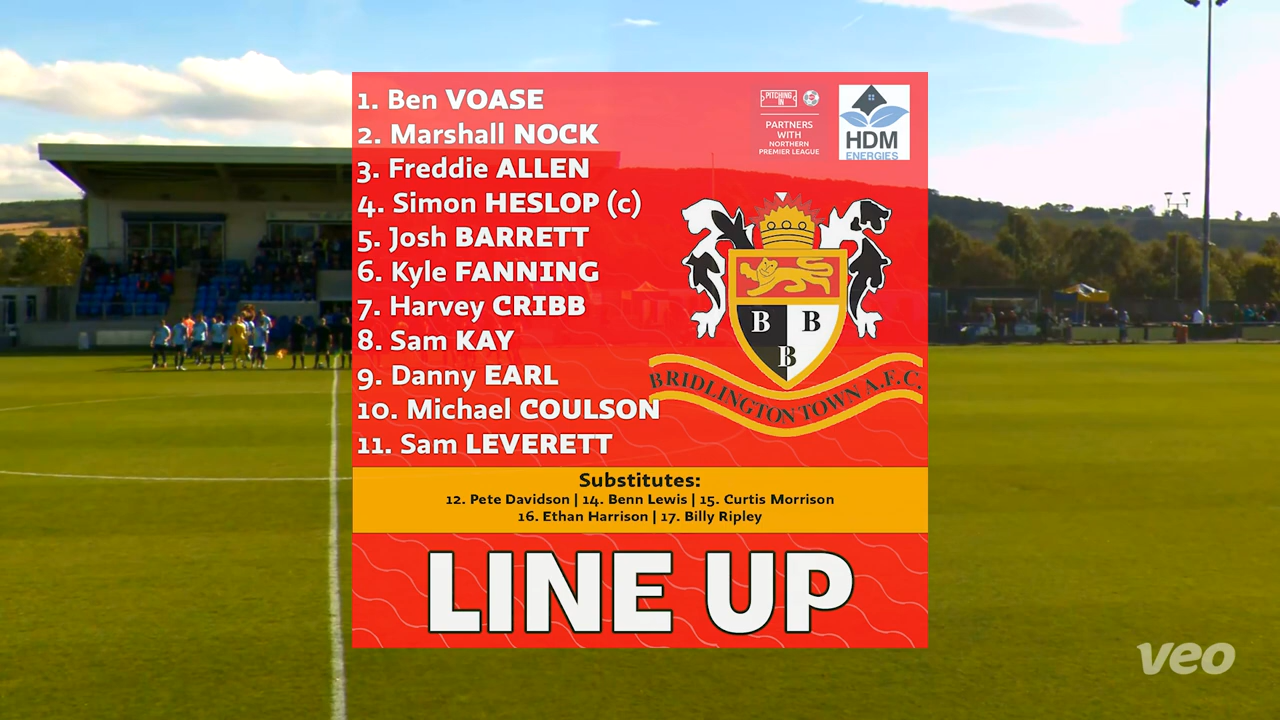 1. Ben VOASE
2. Marshall NOCK
3. Freddie ALLEN
4. Simon HESLOP (c)
5. Josh BARRETT
6. Kyle FANNING
7. Harvey CRIBB
8. Sam KAY
9. Danny EARL
10. Michael COULSON
11. Sam LEVERETT
PITCHING
IN
PARTNERS
WITH
NORTHERN
PREMIER LEAGUE
HDM
ENERGIES
B B
B
BRIDLINGTON TOWN A.F.C.
Substitutes:
12. Pete Davidson | 14. Benn Lewis | 15. Curtis Morrison
16. Ethan Harrison | 17. Billy Ripley
LINE UP
veo